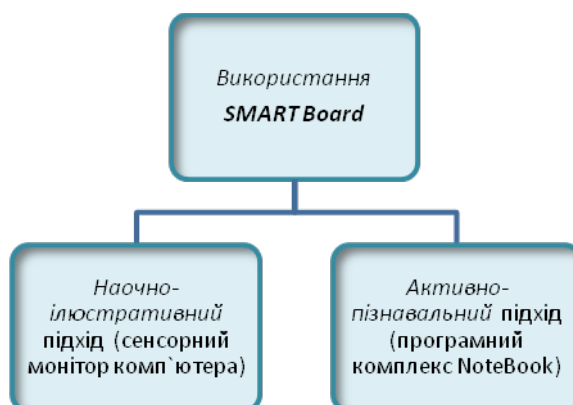 Використання
SMART Board
Наочно-
ілюстративний
підхід (сенсорний
монітор комп`ютера)
Активно-
пізнавальний підхід
(програмний
комплекс NoteBook)